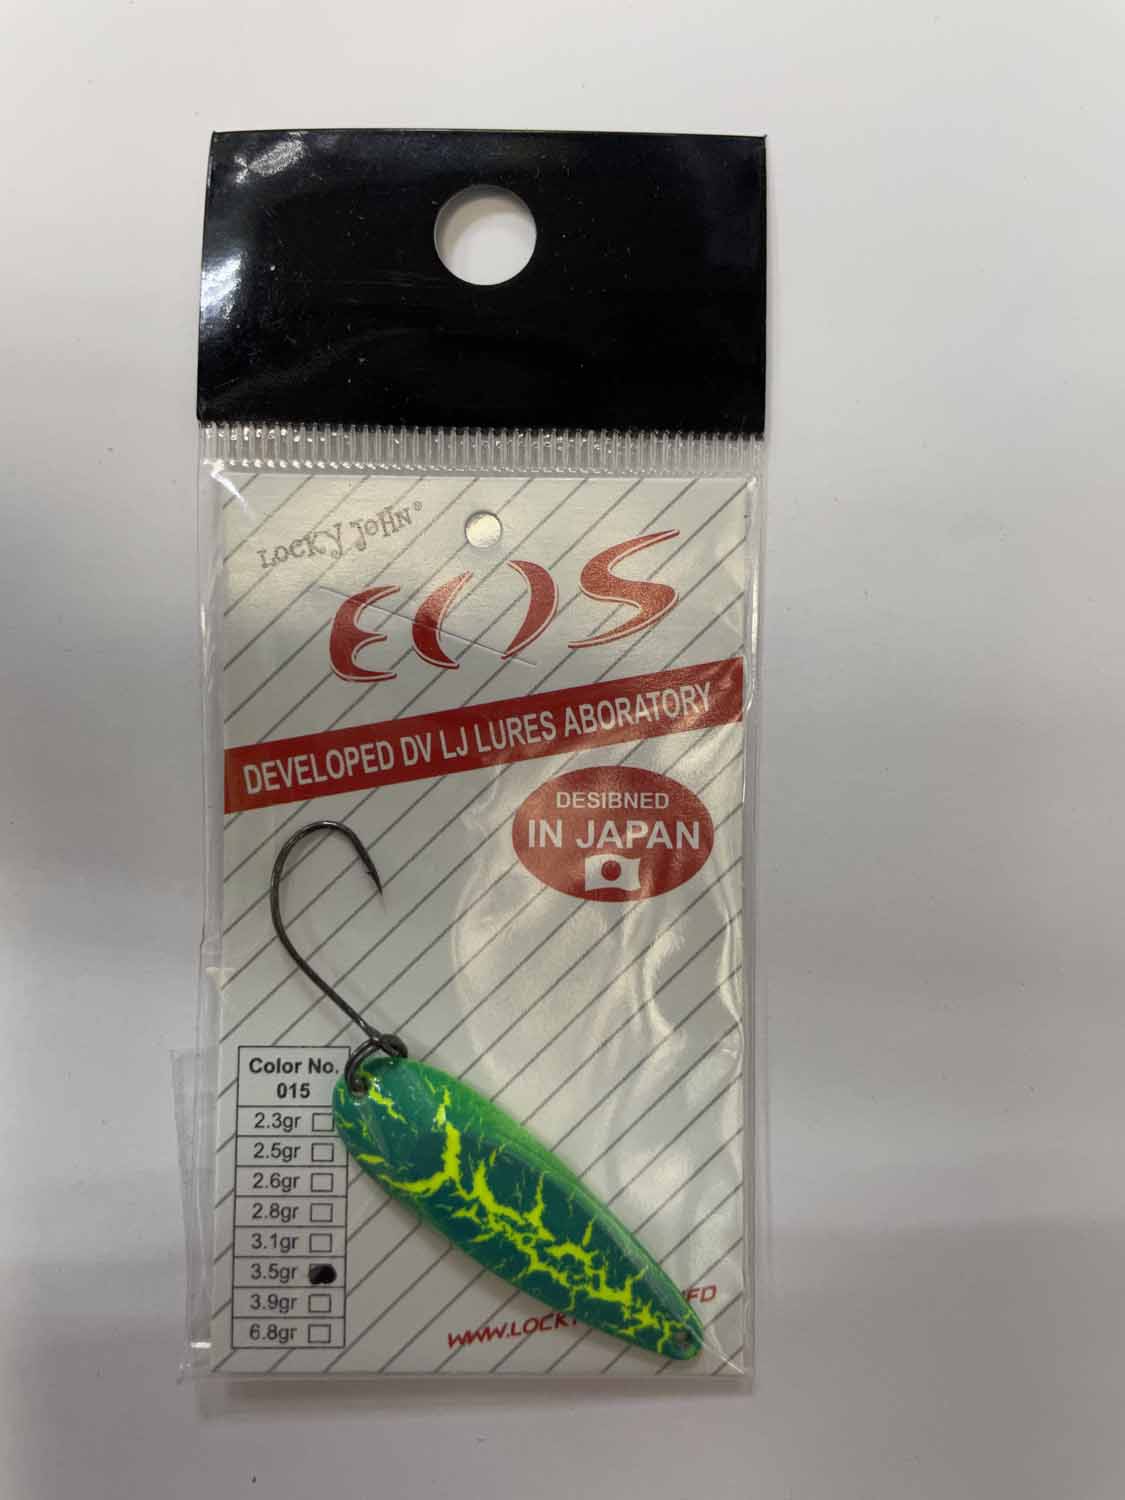 LOCKY JOHN®
EOS
DEVELOPED DV LJ LURES ABORATORY
DESIBNED
IN JAPAN
Color No.
015
2.3gr
2.5gr
2.6gr
2.8gr
3.1gr
3.5gr
3.9gr
6.8gr